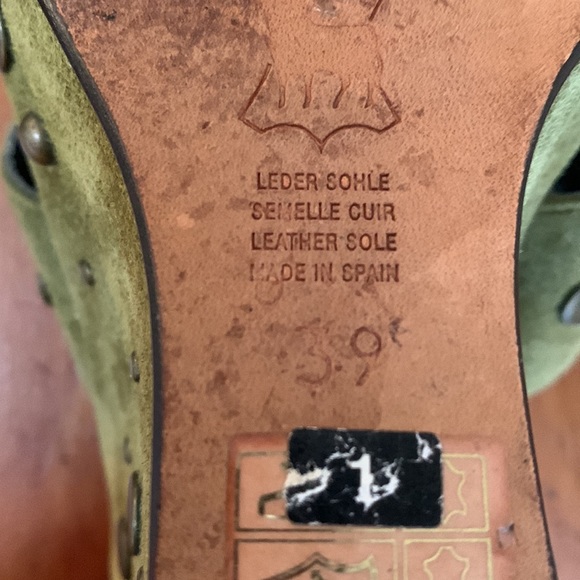 LEDER SOHLE
SEMELLE CUIR
LEATHER SOLE
MADE IN SPAIN
39